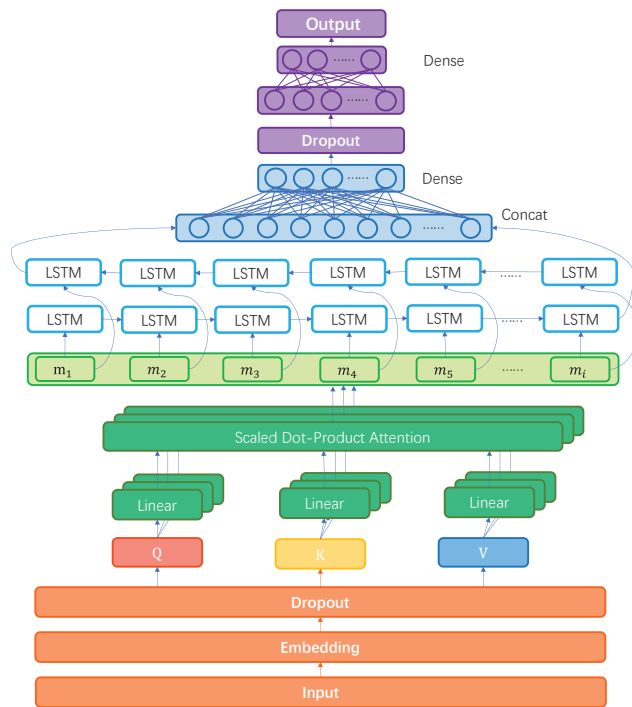 Output
...... Dense
......
Dropout
...... Dense
Concat
......
LSTM LSTM LSTM LSTM LSTM ...... LSTM
LSTM LSTM LSTM LSTM LSTM ...... LSTM
m₁ m₂ m₃ m₄ m₅ ...... mᵢ
Scaled Dot-Product Attention
Linear Linear Linear
Q K V
Dropout
Embedding
Input